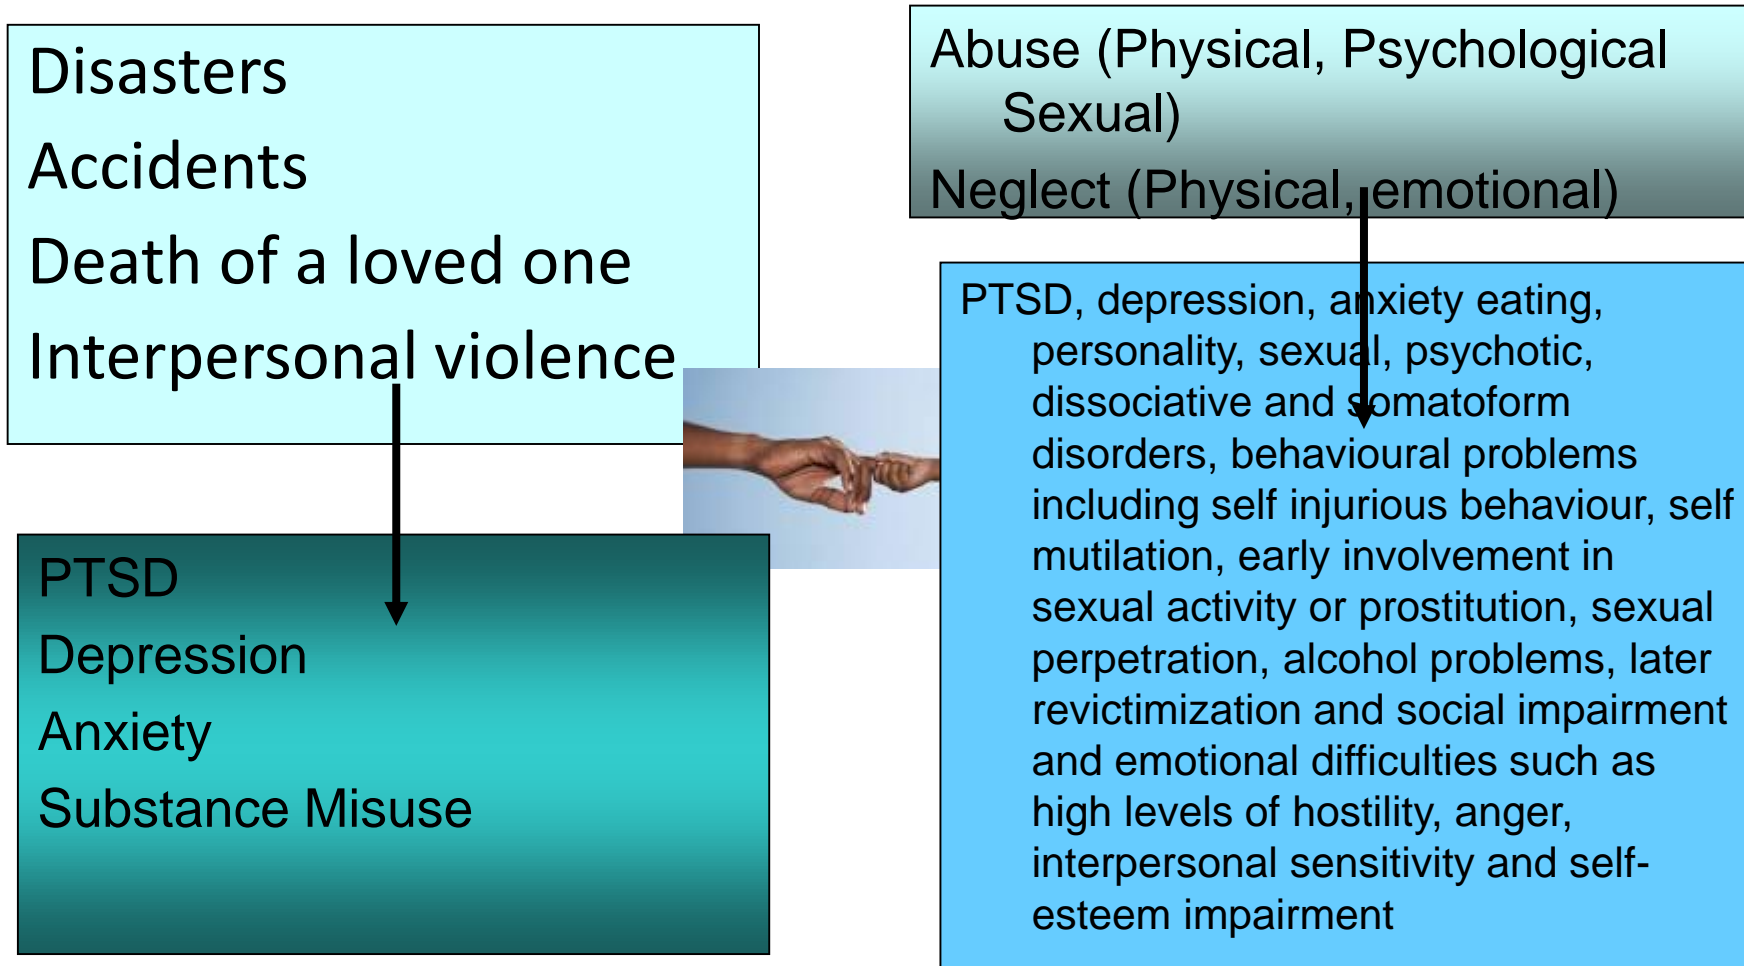 Disasters
Accidents
Death of a loved one
Interpersonal violence
PTSD
Depression
Anxiety
Substance Misuse
Abuse (Physical, Psychological
Sexual)
Neglect (Physical, emotional)
PTSD, depression, anxiety eating,
personality, sexual, psychotic,
dissociative and somatoform
disorders, behavioural problems
including self injurious behaviour, self
mutilation, early involvement in
sexual activity or prostitution, sexual
perpetration, alcohol problems, later
revictimization and social impairment
and emotional difficulties such as
high levels of hostility, anger,
interpersonal sensitivity and self-
esteem impairment